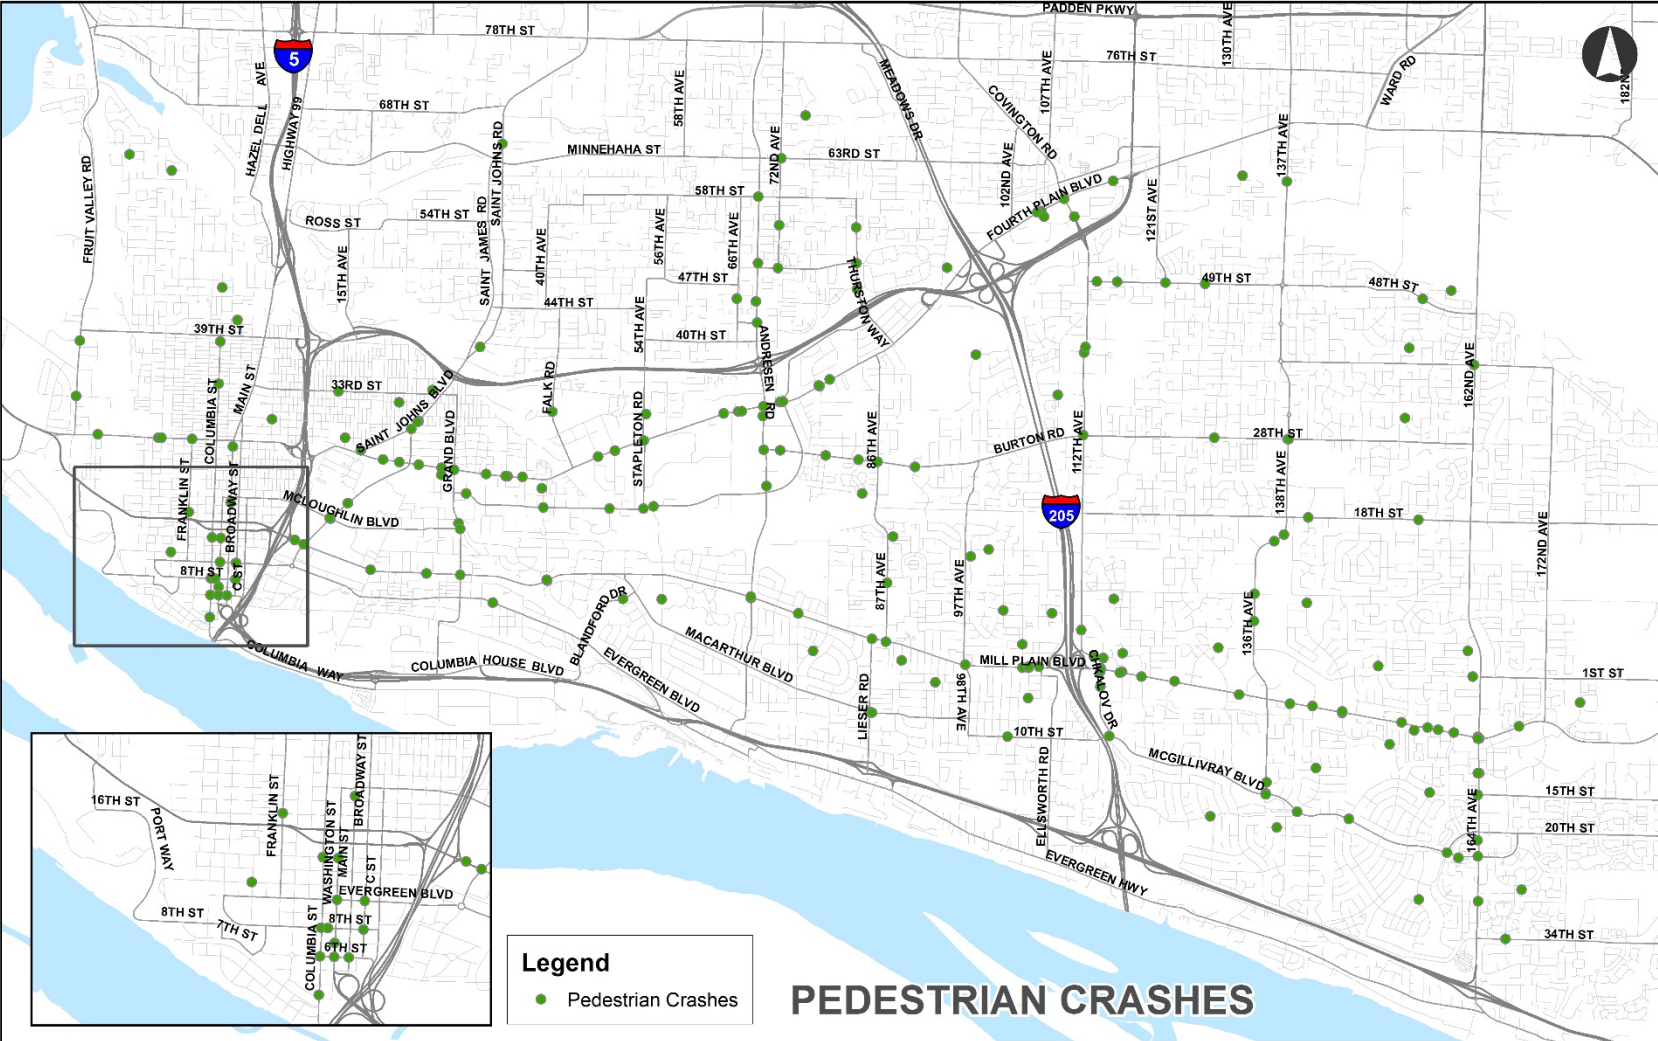 PADDEN PKWY
78TH ST
130TH AVE
5
76TH ST
HAZEL DELL AVE
MEADOWS DR
107TH AVE
WARD RD
58TH AVE
COVINGTON RD
68TH ST
HIGHWAY 99
SAINT JOHNS RD
72ND AVE
137TH AVE
MINNEHAHA ST
63RD ST
102ND AVE
FRUIT VALLEY RD
58TH ST
FOURTH PLAIN BLVD
121ST AVE
ROSS ST
54TH ST
SAINT JAMES RD
56TH AVE
66TH AVE
40TH AVE
15TH AVE
47TH ST
THURSTON WAY
49TH ST
48TH ST
44TH ST
54TH AVE
39TH ST
40TH ST
ANDRESEN RD
162ND AVE
COLUMBIA ST
MAIN ST
33RD ST
SAINT JOHNS BLVD
FALK RD
GRAND BLVD
STAPLETON RD
86TH AVE
BURTON RD
112TH AVE
28TH ST
138TH AVE
FRANKLIN ST
BROADWAY ST
MCLOUGHLIN BLVD
205
18TH ST
172ND AVE
8TH ST
C ST
87TH AVE
97TH AVE
BLANDFORD DR
136TH AVE
COLUMBIA WAY
COLUMBIA HOUSE BLVD
EVERGREEN BLVD
MACARTHUR BLVD
MILL PLAIN BLVD
CHKALOV DR
1ST ST
LIESER RD
98TH AVE
10TH ST
ELLSWORTH RD
MCGILLIVRAY BLVD
15TH ST
164TH AVE
20TH ST
EVERGREEN HWY
34TH ST
16TH ST
PORT WAY
FRANKLIN ST
WASHINGTON ST
MAIN ST
BROADWAY ST
C ST
EVERGREEN BLVD
8TH ST
7TH ST
COLUMBIA ST
8TH ST
6TH ST
Legend
Pedestrian Crashes
PEDESTRIAN CRASHES